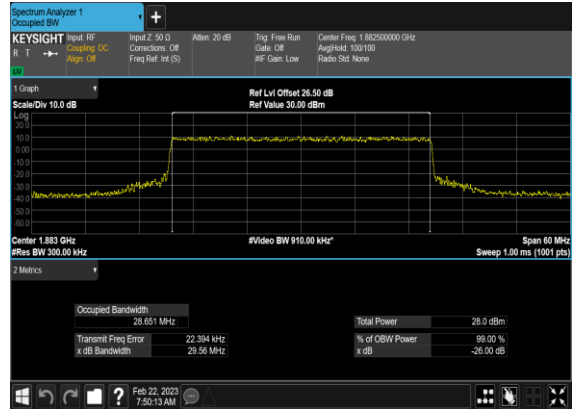 Spectrum Analyzer 1
Occupied BW
+
KEYSIGHT
R T
LW
Input: RF
Coupling: DC
Align: Off
Input Z: 50 Ω
Corrections: Off
Freq Ref: Int (S)
Atten: 20 dB
Trig: Free Run
Gate: Off
#IF Gain: Low
Center Freq: 1.882500000 GHz
Avg|Hold: 100/100
Radio Std: None
1 Graph
Scale/Div 10.0 dB
Ref Lvl Offset 26.50 dB
Ref Value 30.00 dBm
Log
20.0
10.0
0.00
-10.0
-20.0
-30.0
-40.0
-50.0
-60.0
Center 1.883 GHz
#Video BW 910.00 kHz*
Span 60 MHz
#Res BW 300.00 kHz
Sweep 1.00 ms (1001 pts)
2 Metrics
Occupied Bandwidth
28.651 MHz
Total Power 28.0 dBm
Transmit Freq Error 22.394 kHz
% of OBW Power 99.00 %
x dB Bandwidth 29.56 MHz
x dB -26.00 dB
?
Feb 22, 2023
7:50:13 AM